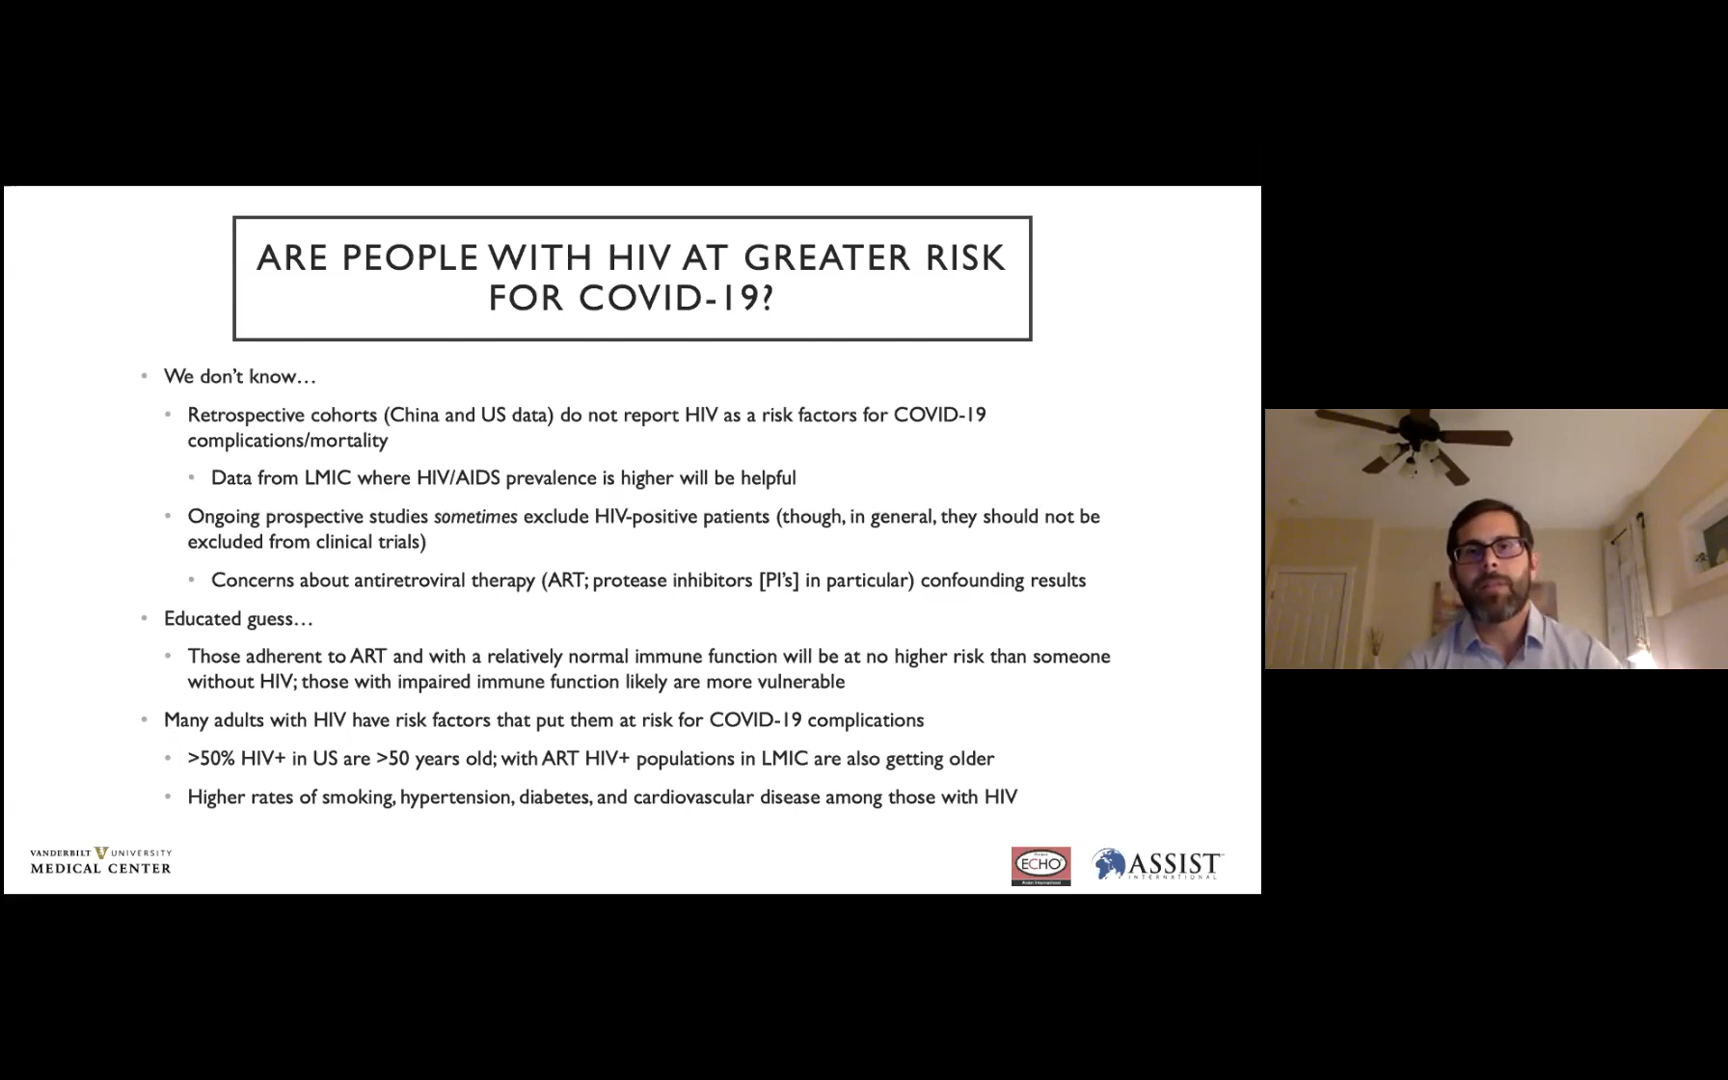 ARE PEOPLE WITH HIV AT GREATER RISK
FOR COVID-19?
• We don't know…
• Retrospective cohorts (China and US data) do not report HIV as a risk factors for COVID-19
complications/mortality
• Data from LMIC where HIV/AIDS prevalence is higher will be helpful
• Ongoing prospective studies sometimes exclude HIV-positive patients (though, in general, they should not be
excluded from clinical trials)
• Concerns about antiretroviral therapy (ART; protease inhibitors [PI's] in particular) confounding results
• Educated guess…
• Those adherent to ART and with a relatively normal immune function will be at no higher risk than someone
without HIV; those with impaired immune function likely are more vulnerable
• Many adults with HIV have risk factors that put them at risk for COVID-19 complications
• >50% HIV+ in US are >50 years old; with ART HIV+ populations in LMIC are also getting older
• Higher rates of smoking, hypertension, diabetes, and cardiovascular disease among those with HIV
VANDERBILT V UNIVERSITY
MEDICAL CENTER
ECHO
ASSIST
INTERNATIONAL